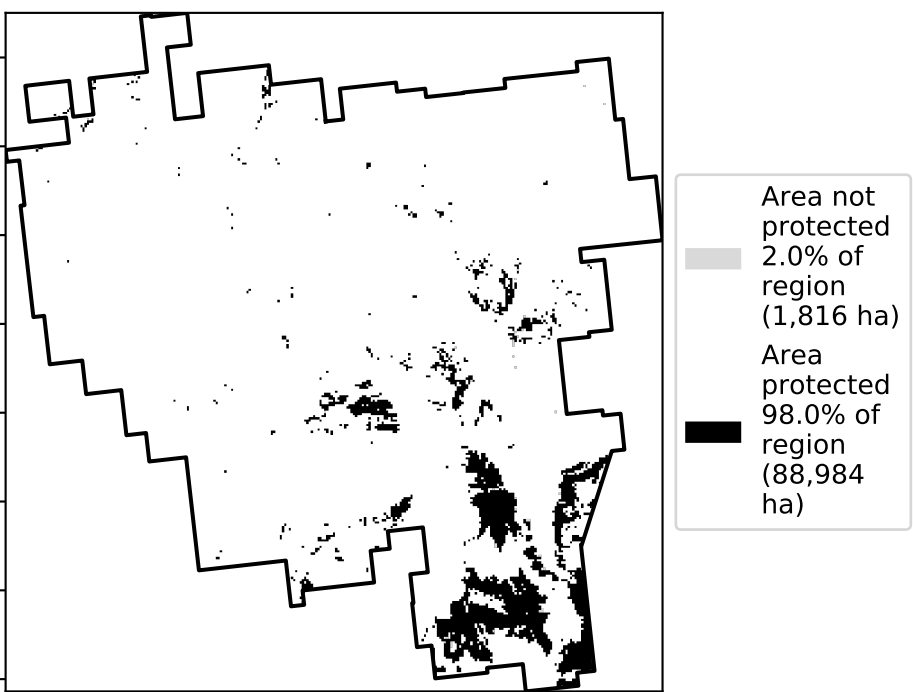 Area not
protected
2.0% of
region
(1,816 ha)
Area
protected
98.0% of
region
(88,984
ha)